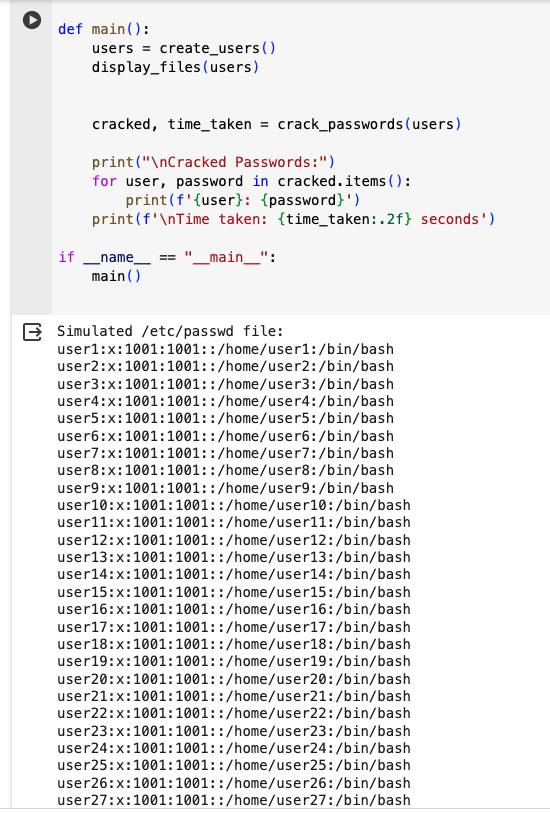 def main():
    users = create_users()
    display_files(users)
    cracked, time_taken = crack_passwords(users)
    print("\nCracked Passwords:")
    for user, password in cracked.items():
        print(f'{user}: {password}')
    print(f'\nTime taken: {time_taken:.2f} seconds')
if __name__ == "__main__":
    main()
Simulated /etc/passwd file:
user1:x:1001:1001::/home/user1:/bin/bash
user2:x:1001:1001::/home/user2:/bin/bash
user3:x:1001:1001::/home/user3:/bin/bash
user4:x:1001:1001::/home/user4:/bin/bash
user5:x:1001:1001::/home/user5:/bin/bash
user6:x:1001:1001::/home/user6:/bin/bash
user7:x:1001:1001::/home/user7:/bin/bash
user8:x:1001:1001::/home/user8:/bin/bash
user9:x:1001:1001::/home/user9:/bin/bash
user10:x:1001:1001::/home/user10:/bin/bash
user11:x:1001:1001::/home/user11:/bin/bash
user12:x:1001:1001::/home/user12:/bin/bash
user13:x:1001:1001::/home/user13:/bin/bash
user14:x:1001:1001::/home/user14:/bin/bash
user15:x:1001:1001::/home/user15:/bin/bash
user16:x:1001:1001::/home/user16:/bin/bash
user17:x:1001:1001::/home/user17:/bin/bash
user18:x:1001:1001::/home/user18:/bin/bash
user19:x:1001:1001::/home/user19:/bin/bash
user20:x:1001:1001::/home/user20:/bin/bash
user21:x:1001:1001::/home/user21:/bin/bash
user22:x:1001:1001::/home/user22:/bin/bash
user23:x:1001:1001::/home/user23:/bin/bash
user24:x:1001:1001::/home/user24:/bin/bash
user25:x:1001:1001::/home/user25:/bin/bash
user26:x:1001:1001::/home/user26:/bin/bash
user27:x:1001:1001::/home/user27:/bin/bash